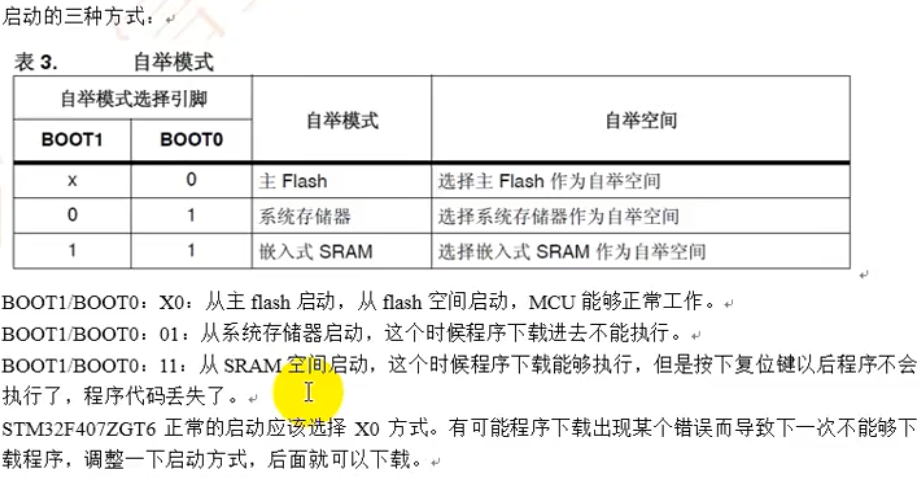 启动的三种方式：
表 3. 自举模式
自举模式选择引脚 自举模式 自举空间
BOOT1 BOOT0
x 0 主 Flash 选择主 Flash 作为自举空间
0 1 系统存储器 选择系统存储器作为自举空间
1 1 嵌入式 SRAM 选择嵌入式 SRAM 作为自举空间
BOOT1/BOOT0：X0：从主 flash 启动，从 flash 空间启动，MCU 能够正常工作。
BOOT1/BOOT0：01：从系统存储器启动，这个时候程序下载进去不能执行。
BOOT1/BOOT0：11：从 SRAM 空间启动，这个时候程序下载能够执行，但是按下复位键以后程序不会
执行了，程序代码丢失了。
STM32F407ZGT6 正常的启动应该选择 X0 方式。有可能程序下载出现某个错误而导致下一次不能够下
载程序，调整一下启动方式，后面就可以下载。